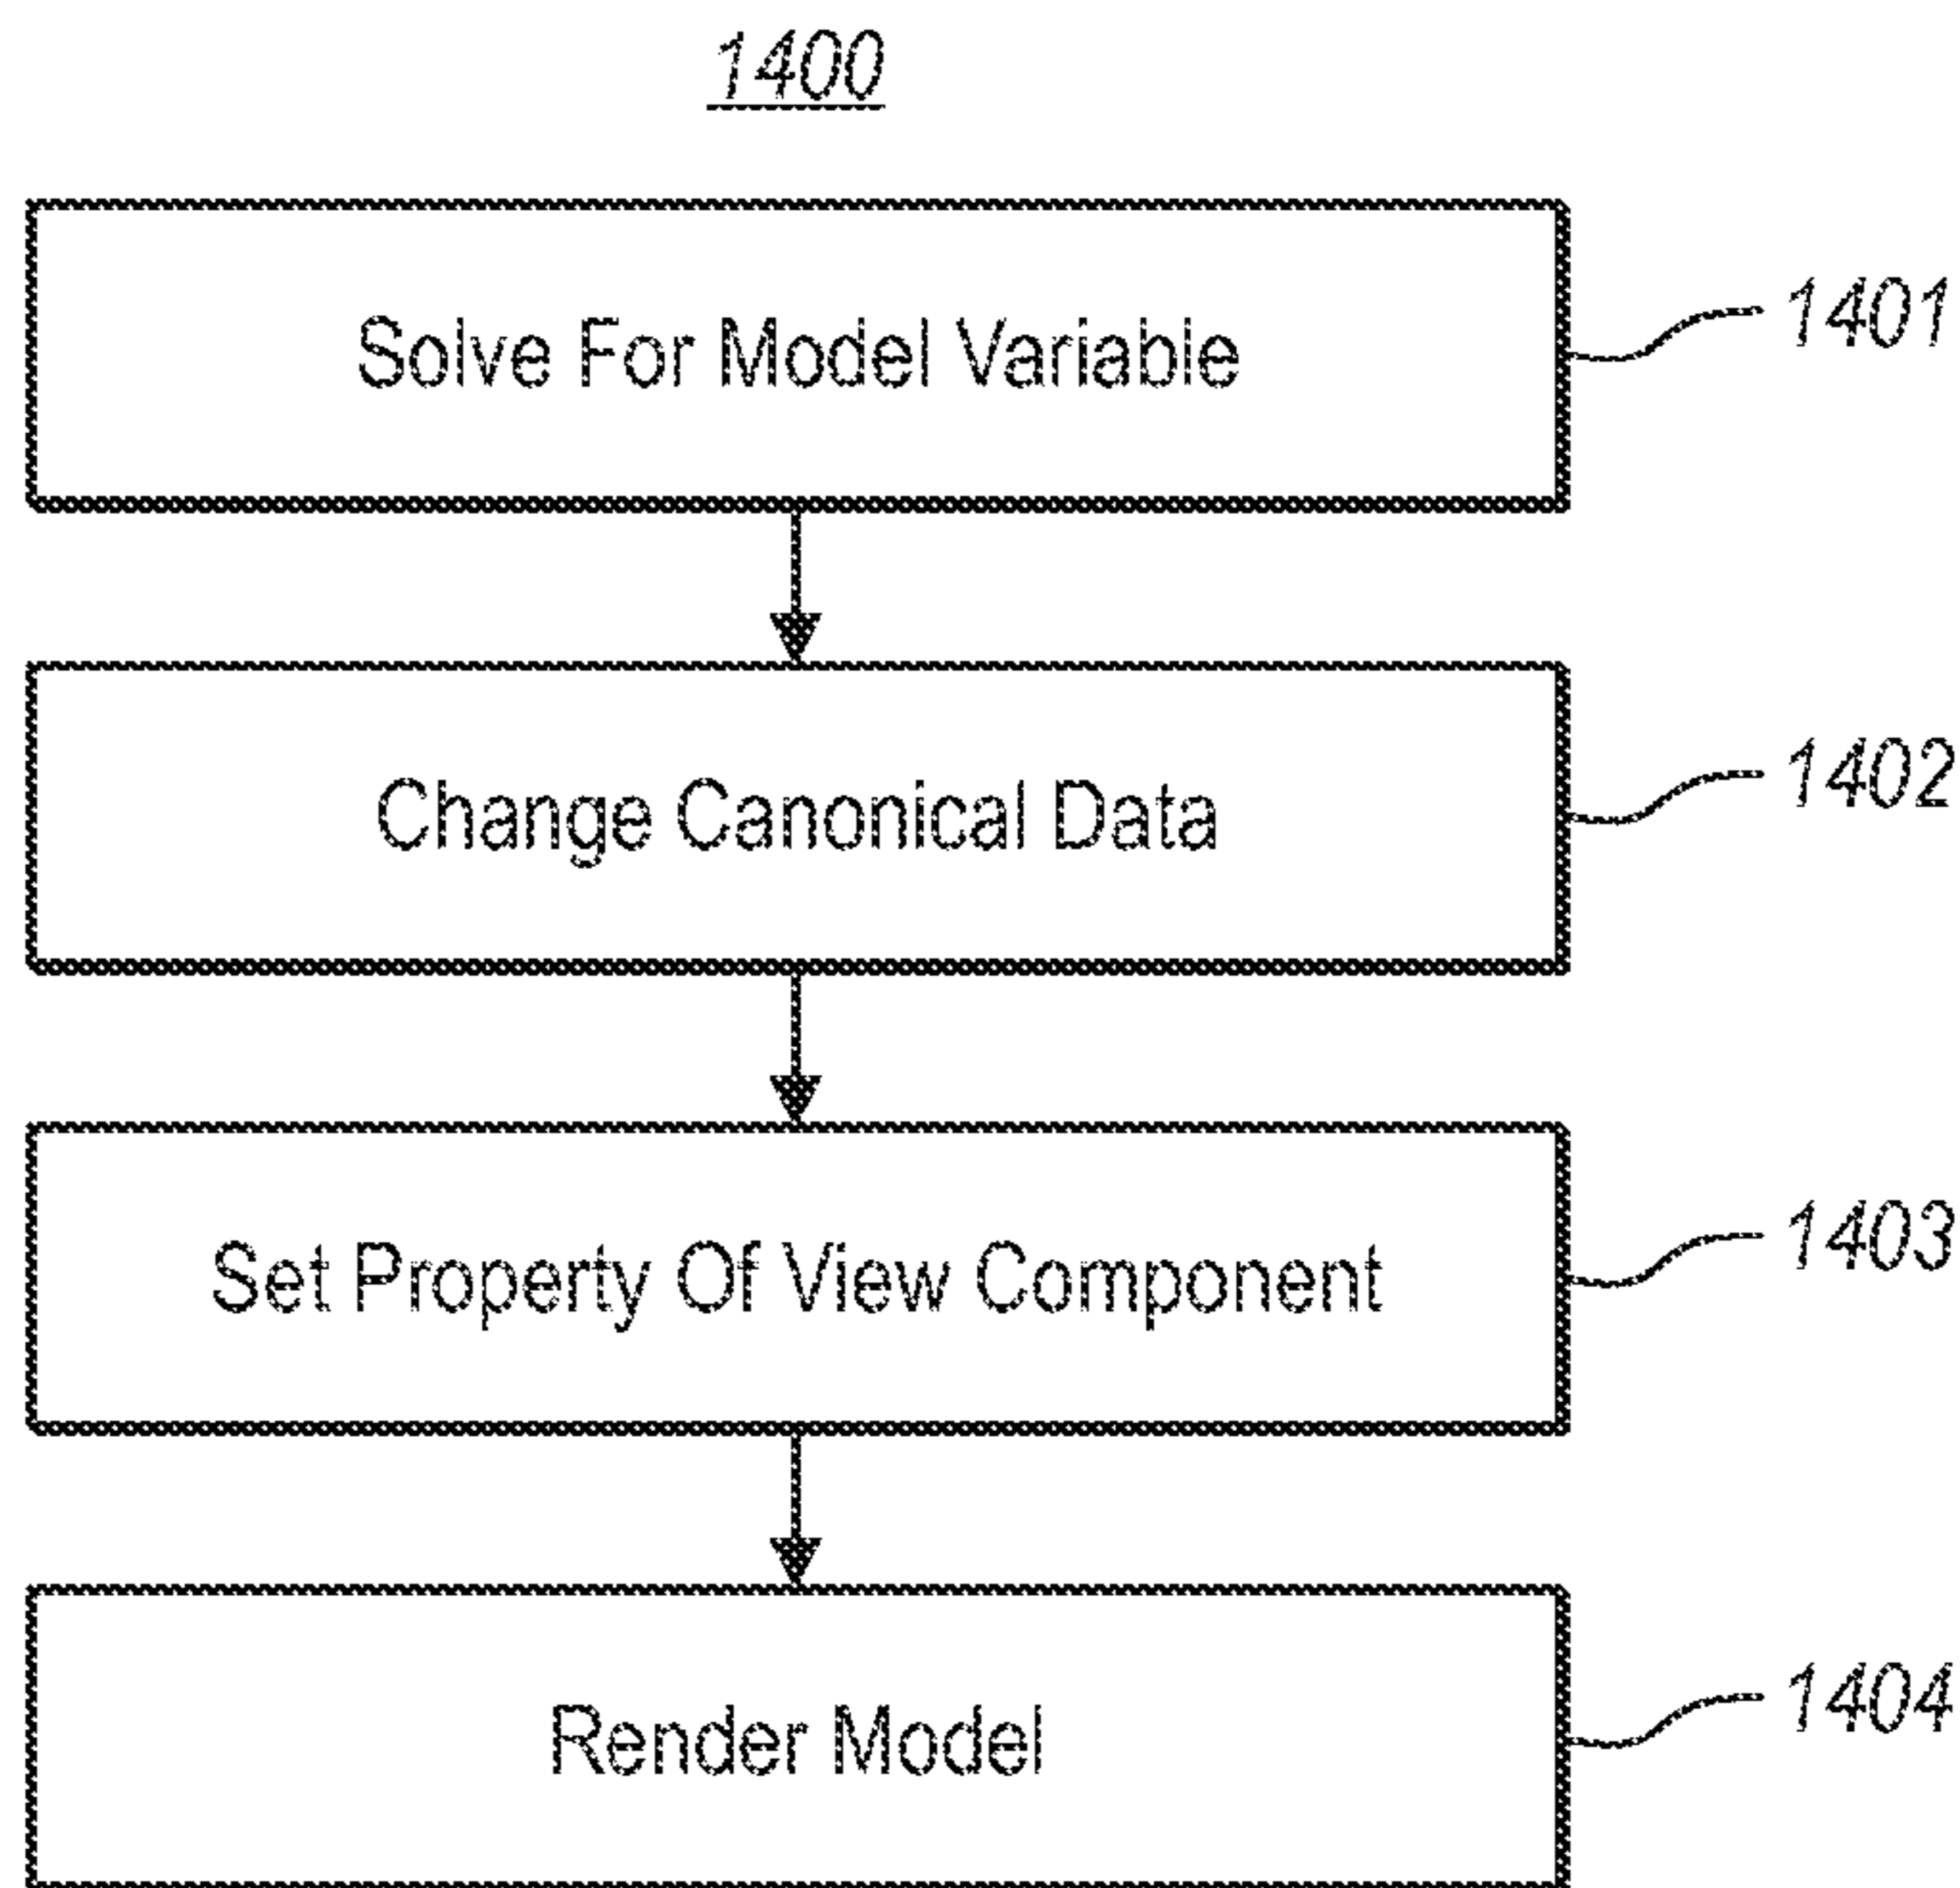 1400
Solve For Model Variable
1401
Change Canonical Data
1402
Set Property Of View Component
1403
Render Model
1404